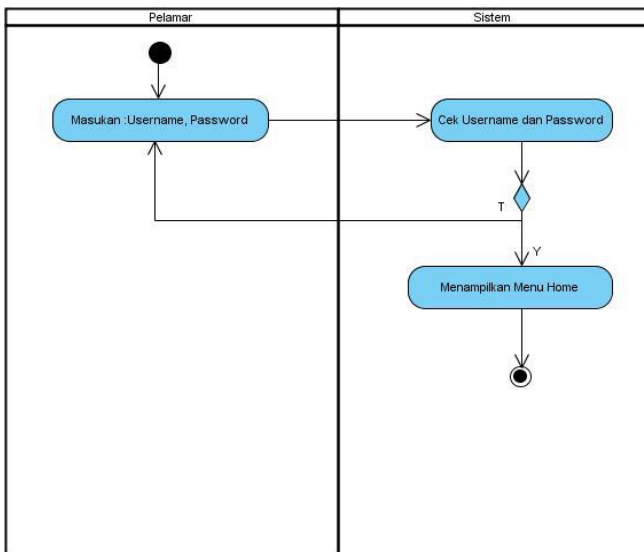 Pelamar
Sistem
Masukan :Username, Password
Cek Username dan Password
T
Y
Menampilkan Menu Home